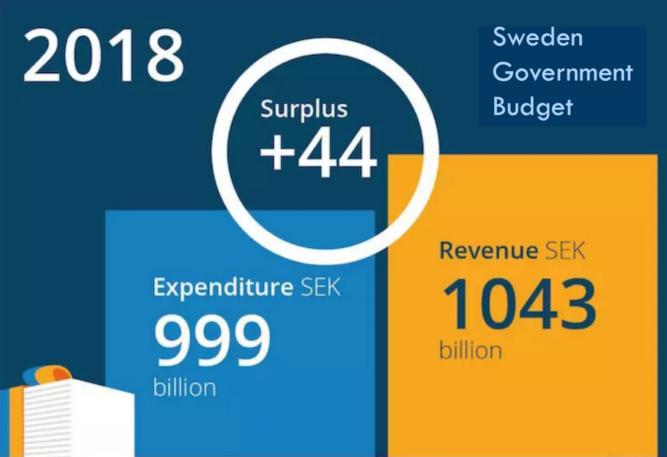 2018
Sweden
Government
Budget
Surplus
+44
Expenditure SEK
999
billion
Revenue SEK
1043
billion